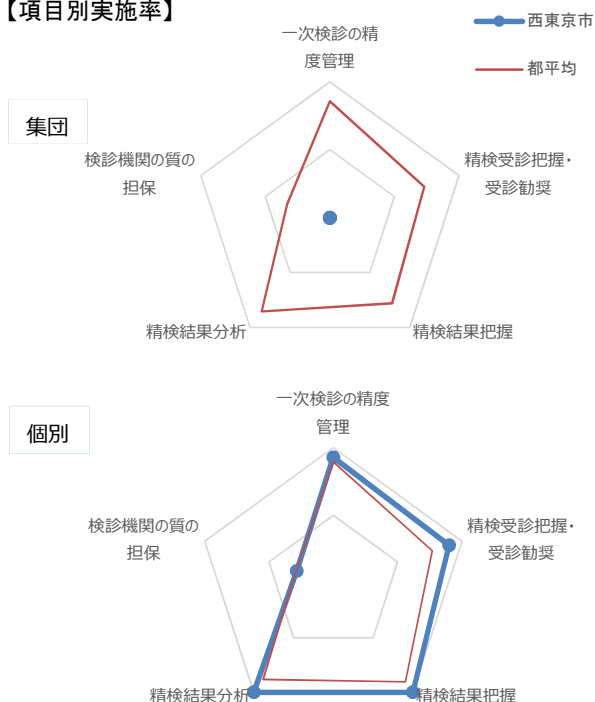 【項目別実施率】
西東京市
都平均
集団
一次検診の精
度管理
精検受診把握・
受診勧奨
精検結果把握
精検結果分析
検診機関の質の
担保
個別
一次検診の精度
管理
精検受診把握・
受診勧奨
精検結果把握
精検結果分析
検診機関の質の
担保